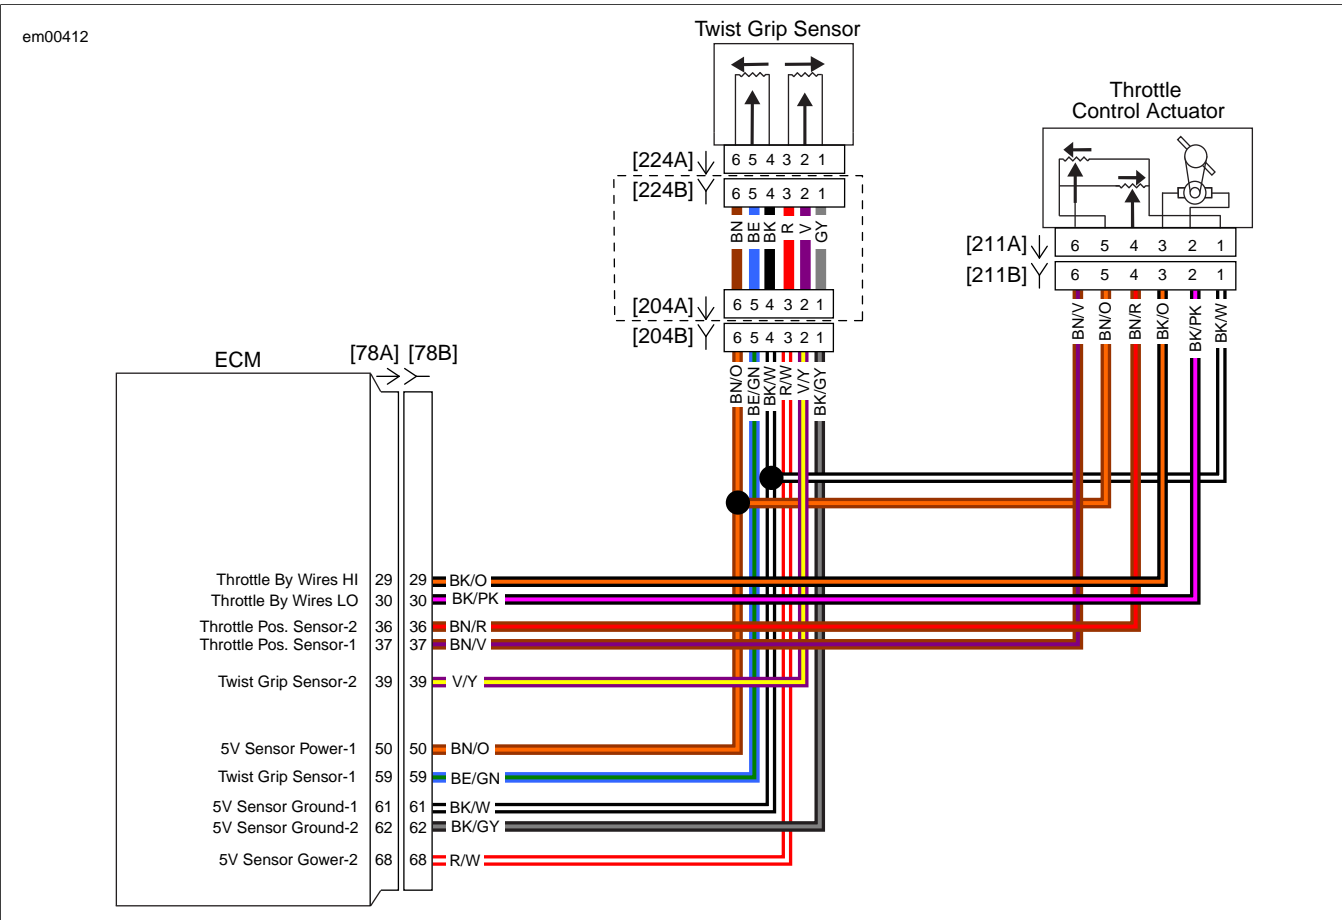 em00412
Twist Grip Sensor
Throttle
Control Actuator
[224A] 6 5 4 3 2 1
[224B] 6 5 4 3 2 1
BN BE BK R V GY
[211A] 6 5 4 3 2 1
[211B] 6 5 4 3 2 1
[204A] 6 5 4 3 2 1
[204B] 6 5 4 3 2 1
BN/V BN/O BN/R BK/O BK/PK BK/W
ECM [78A] [78B]
BN/O BE/GN BK/W R/W V/Y BK/GY
Throttle By Wires HI 29 29 BK/O
Throttle By Wires LO 30 30 BK/PK
Throttle Pos. Sensor-2 36 36 BN/R
Throttle Pos. Sensor-1 37 37 BN/V
Twist Grip Sensor-2 39 39 V/Y
5V Sensor Power-1 50 50 BN/O
Twist Grip Sensor-1 59 59 BE/GN
5V Sensor Ground-1 61 61 BK/W
5V Sensor Ground-2 62 62 BK/GY
5V Sensor Gower-2 68 68 R/W